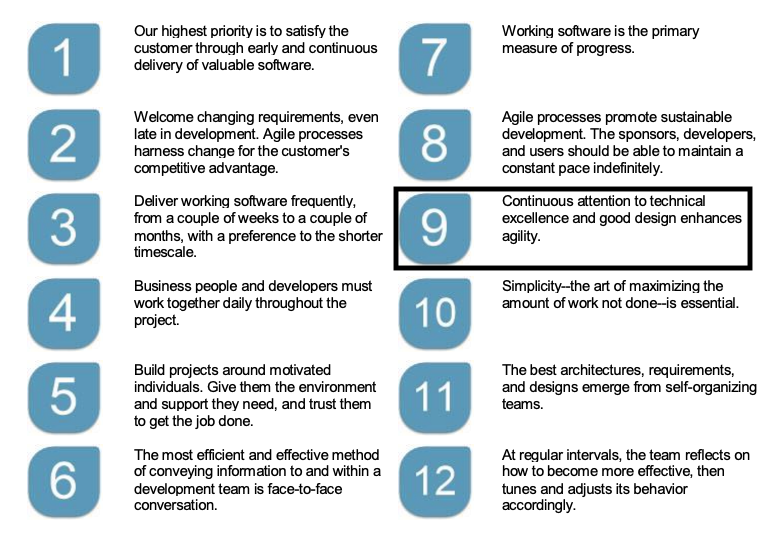 1
Our highest priority is to satisfy the
customer through early and continuous
delivery of valuable software.
2
Welcome changing requirements, even
late in development. Agile processes
harness change for the customer's
competitive advantage.
3
Deliver working software frequently,
from a couple of weeks to a couple of
months, with a preference to the shorter
timescale.
4
Business people and developers must
work together daily throughout the
project.
5
Build projects around motivated
individuals. Give them the environment
and support they need, and trust them
to get the job done.
6
The most efficient and effective method
of conveying information to and within a
development team is face-to-face
conversation.
7
Working software is the primary
measure of progress.
8
Agile processes promote sustainable
development. The sponsors, developers,
and users should be able to maintain a
constant pace indefinitely.
9
Continuous attention to technical
excellence and good design enhances
agility.
10
Simplicity--the art of maximizing the
amount of work not done--is essential.
11
The best architectures, requirements,
and designs emerge from self-organizing
teams.
12
At regular intervals, the team reflects on
how to become more effective, then
tunes and adjusts its behavior
accordingly.